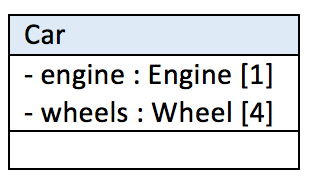 Car
- engine : Engine [1]
- wheels : Wheel [4]